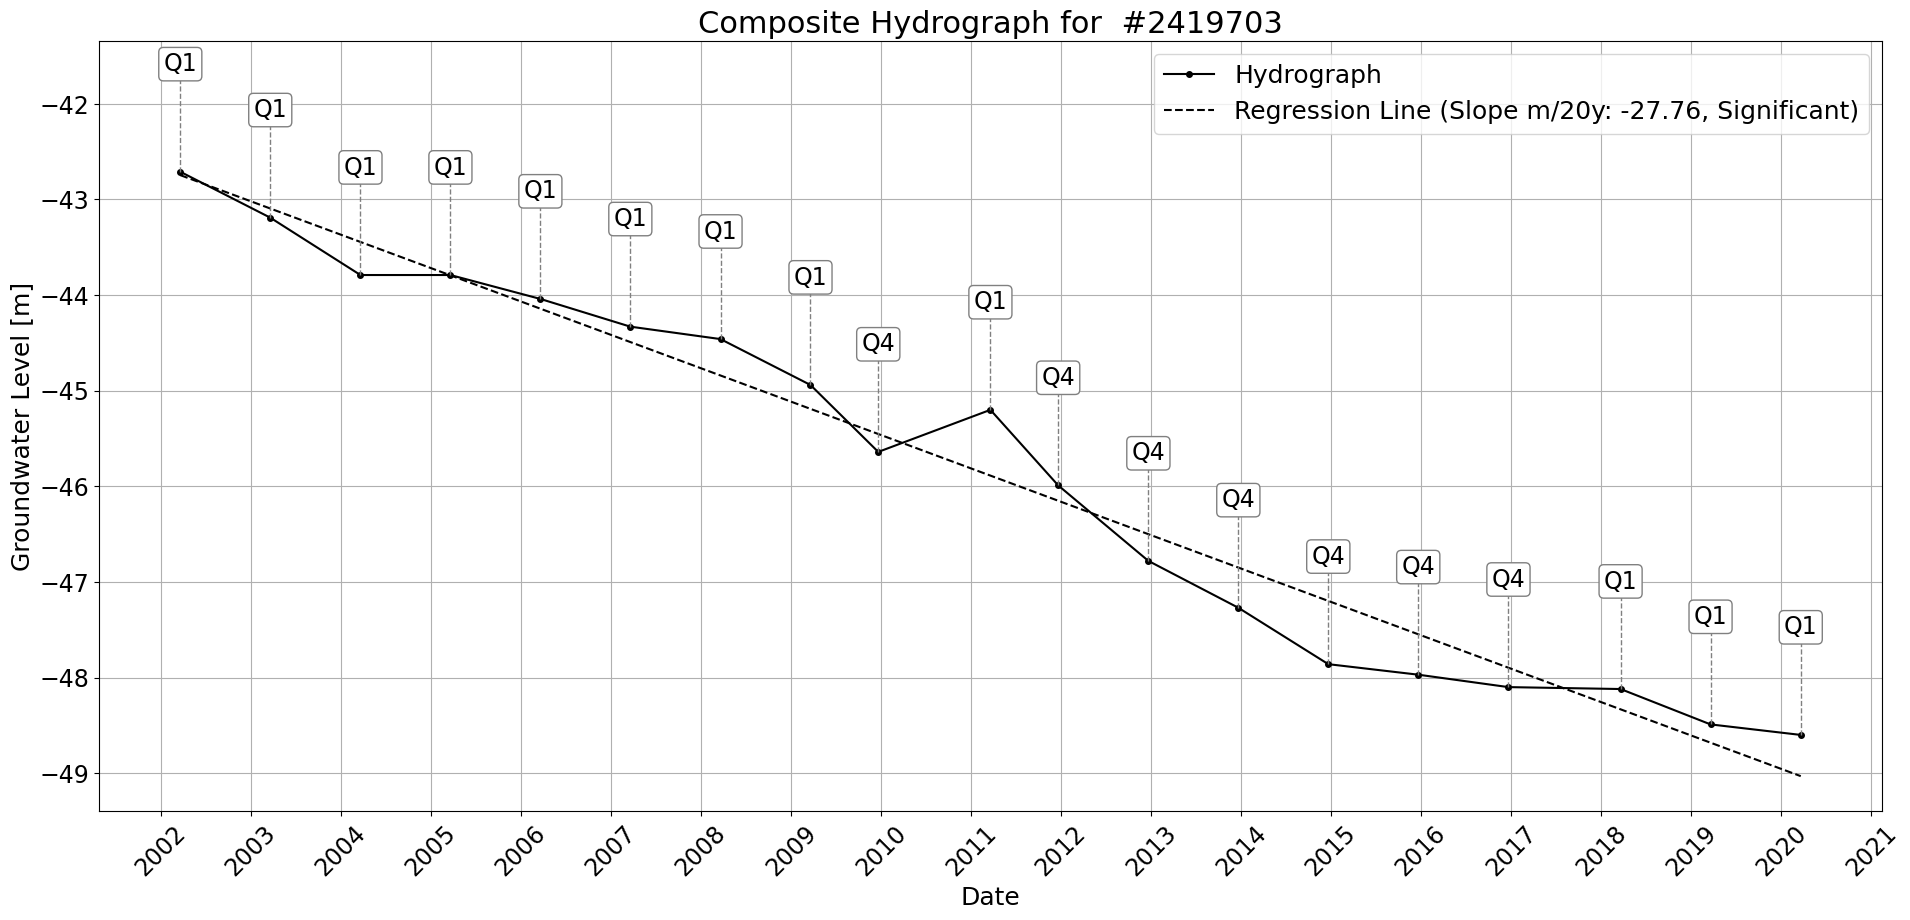 Composite Hydrograph for  #2419703
Hydrograph
Regression Line (Slope m/20y: -27.76, Significant)
Q1
Q1
Q1
Q1
Q1
Q1
Q1
Q1
Q4
Q1
Q4
Q4
Q4
Q4
Q4
Q4
Q1
Q1
Q1
Groundwater Level [m]
−42
−43
−44
−45
−46
−47
−48
−49
2002
2003
2004
2005
2006
2007
2008
2009
2010
2011
2012
2013
2014
2015
2016
2017
2018
2019
2020
2021
Date